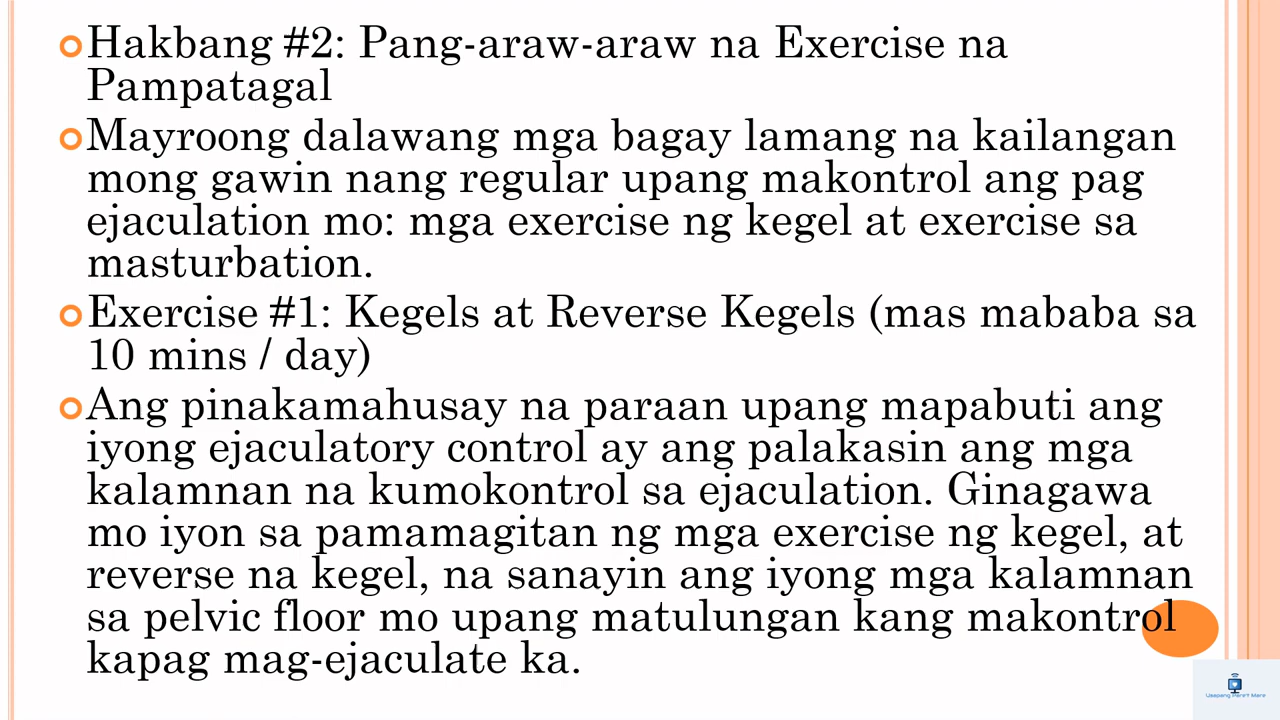 Hakbang #2: Pang-araw-araw na Exercise na
Pampatagal
Mayroong dalawang mga bagay lamang na kailangan
mong gawin nang regular upang makontrol ang pag
ejaculation mo: mga exercise ng kegel at exercise sa
masturbation.
Exercise #1: Kegels at Reverse Kegels (mas mababa sa
10 mins / day)
Ang pinakamahusay na paraan upang mapabuti ang
iyong ejaculatory control ay ang palakasin ang mga
kalamnan na kumokontrol sa ejaculation. Ginagawa
mo iyon sa pamamagitan ng mga exercise ng kegel, at
reverse na kegel, na sanayin ang iyong mga kalamnan
sa pelvic floor mo upang matulungan kang makontrol
kapag mag-ejaculate ka.